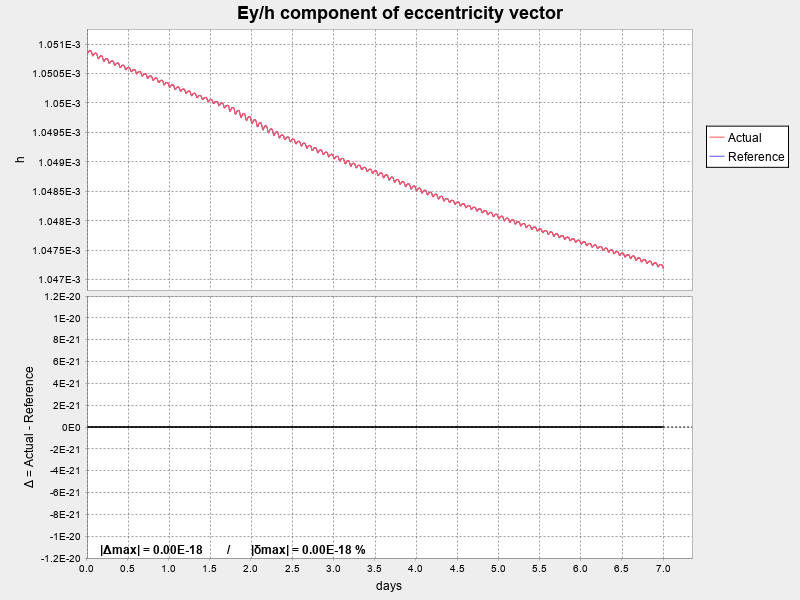 Ey/h component of eccentricity vector
1.051E-3
1.0505E-3
1.05E-3
1.0495E-3
1.049E-3
1.0485E-3
1.048E-3
1.0475E-3
1.047E-3
h
Actual
Reference
1.2E-20
1E-20
8E-21
6E-21
4E-21
2E-21
0E0
-2E-21
-4E-21
-6E-21
-8E-21
-1E-20
-1.2E-20
Δ = Actual - Reference
|Δmax| = 0.00E-18 / |δmax| = 0.00E-18 %
0.0 0.5 1.0 1.5 2.0 2.5 3.0 3.5 4.0 4.5 5.0 5.5 6.0 6.5 7.0
days